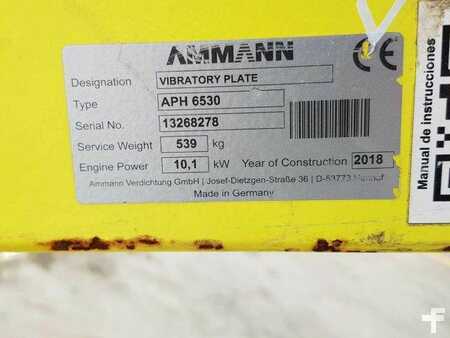 AMMANN CE
Designation VIBRATORY PLATE
Type APH 6530
Serial No. 13268278
Service Weight 539 kg
Engine Power 10,1 kW Year of Construction 2018
Ammann Verdichtung GmbH | Josef-Dietzgen-Straße 36 | D-53773 Hennef
Made in Germany
Manual de instrucciones